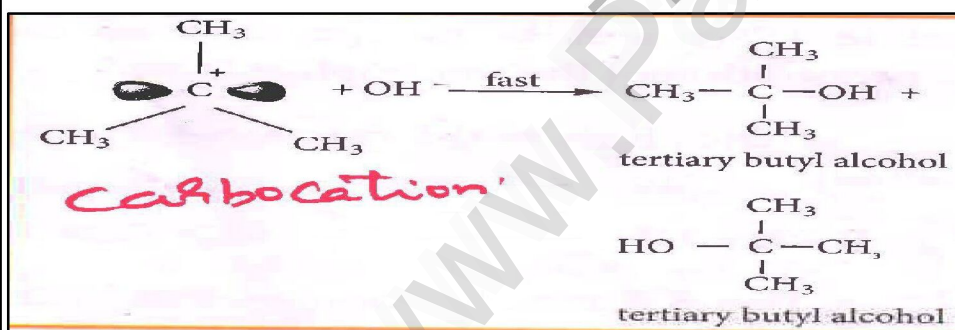 CH₃
C⁺ + OH⁻ fast
CH₃ CH₃
Carbocation
CH₃
CH₃ — C — OH +
CH₃
tertiary butyl alcohol
CH₃
HO — C — CH,
CH₃
tertiary butyl alcohol